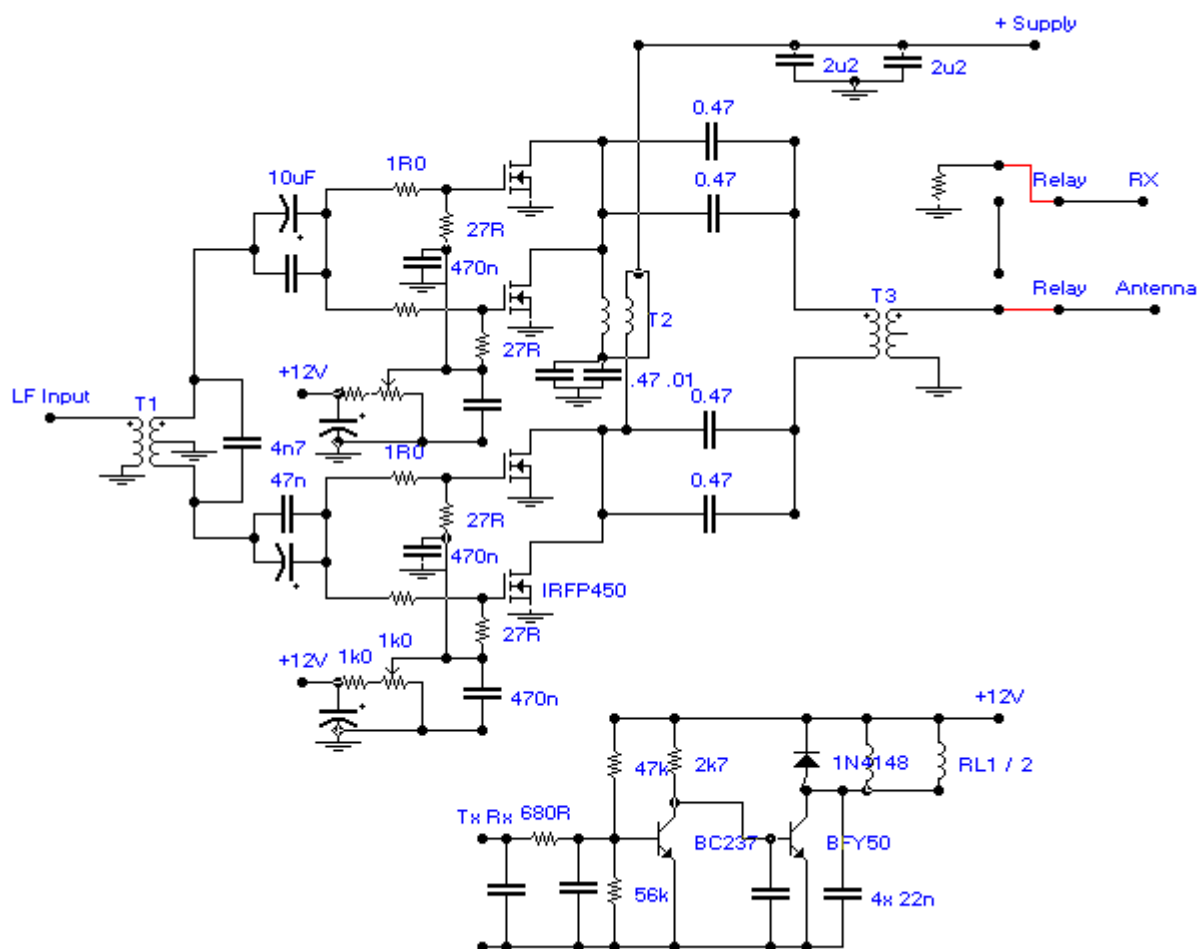 + Supply
2u2 2u2
0.47
1R0
10uF
0.47
Relay RX
27R
470n
T3
Relay Antenna
T2
27R
+12V
.47 .01
LF Input
T1
0.47
4n7
1R0
47n
0.47
27R
470n
IRFP450
27R
1k0
+12V 1k0
470n
+12V
47k 2k7 1N4148 RL1 / 2
Tx Rx 680R
BC237 BFY50
56k 4x 22n